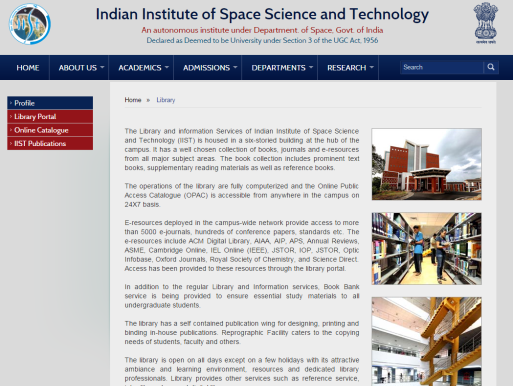 Indian Institute of Space Science and Technology
An autonomous institute under Department. of Space, Govt. of India
Declared as Deemed to be University under Section 3 of the UGC Act, 1956
HOME ABOUT US ACADEMICS ADMISSIONS DEPARTMENTS RESEARCH Search
Profile
Library Portal
Online Catalogue
IIST Publications
Home » Library
The Library and information Services of Indian Institute of Space Science
and Technology (IIST) is housed in a six-storied building at the hub of the
campus. It has a well chosen collection of books, journals and e-resources
from all major subject areas. The book collection includes prominent text
books, supplementary reading materials as well as reference books.
The operations of the library are fully computerized and the Online Public
Access Catalogue (OPAC) is accessible from anywhere in the campus on
24X7 basis.
E-resources deployed in the campus-wide network provide access to more
than 5000 e-journals, hundreds of conference papers, standards etc. The
e-resources include ACM Digital Library, AIAA, AIP, APS, Annual Reviews,
ASME, Cambridge Online, IEL Online (IEEE), JSTOR, IOP, JSTOR, Optic
Infobase, Oxford Journals, Royal Society of Chemistry, and Science Direct.
Access has been provided to these resources through the library portal.
In addition to the regular Library and Information services, Book Bank
service is being provided to ensure essential study materials to all
undergraduate students.
The library has a self contained publication wing for designing, printing and
binding in-house publications. Reprographic Facility caters to the copying
needs of students, faculty and others.
The library is open on all days except on a few holidays with its attractive
ambiance and learning environment, resources and dedicated library
professionals. Library provides other services such as reference service,